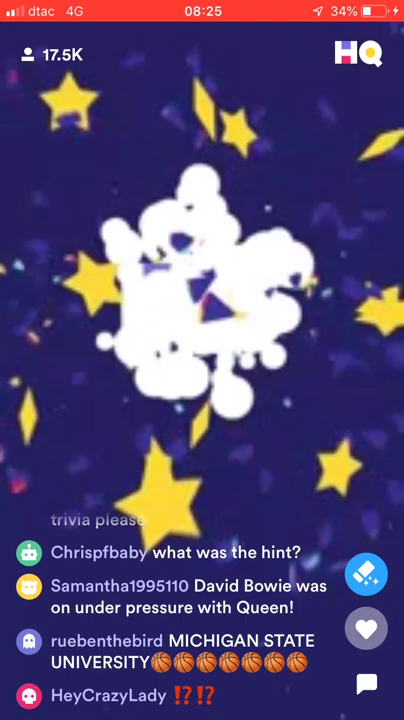 dtac 4G 08:25 34%
17.5K
HQ
trivia please
Chrispfbaby what was the hint?
Samantha1995110 David Bowie was
on under pressure with Queen!
ruebenthebird MICHIGAN STATE
UNIVERSITY🏀🏀🏀🏀🏀🏀🏀
HeyCrazyLady ⁉️⁉️